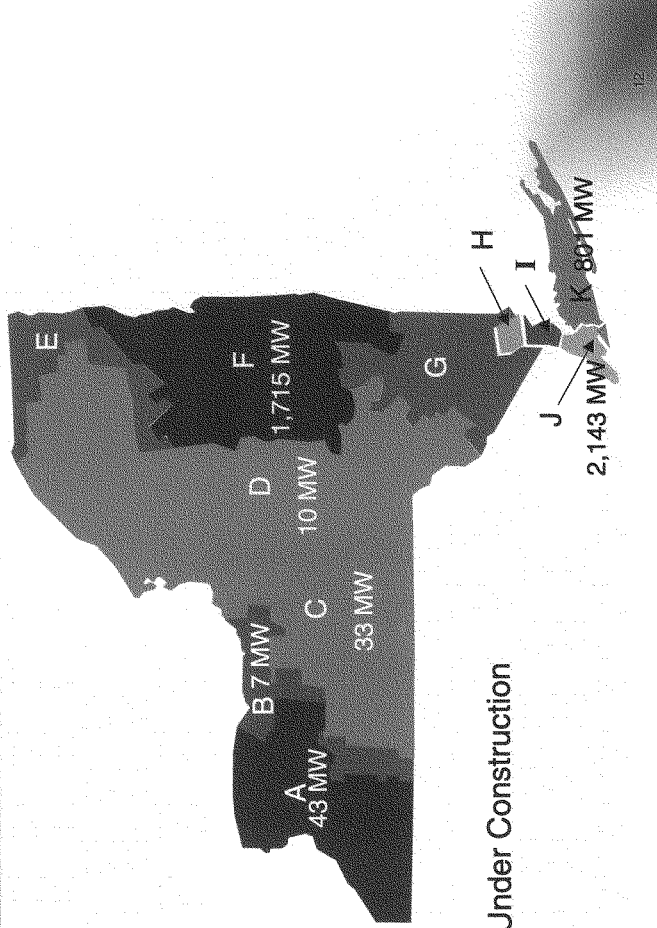 E
F
1,715 MW
D
10 MW
B 7 MW
C
33 MW
A
43 MW
G
H
I
K 801 MW
J
2,143 MW
Under Construction
12